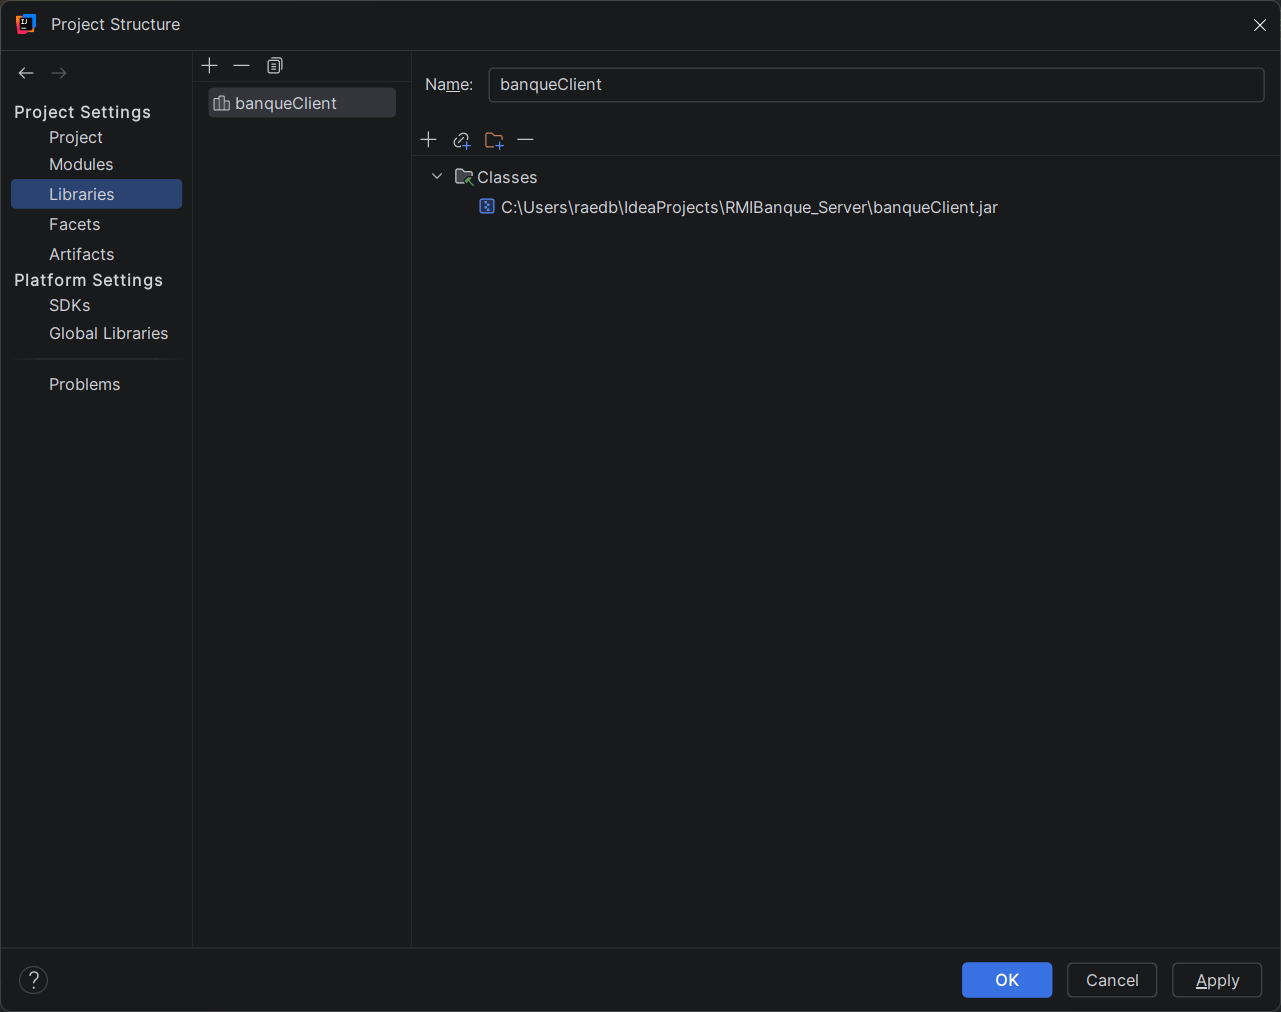 Project Structure
Project Settings
Project
Modules
Libraries
Facets
Artifacts
Platform Settings
SDKs
Global Libraries
Problems
banqueClient
Name: banqueClient
Classes
C:\Users\raedb\IdeaProjects\RMIBanque_Server\banqueClient.jar
?
OK Cancel Apply